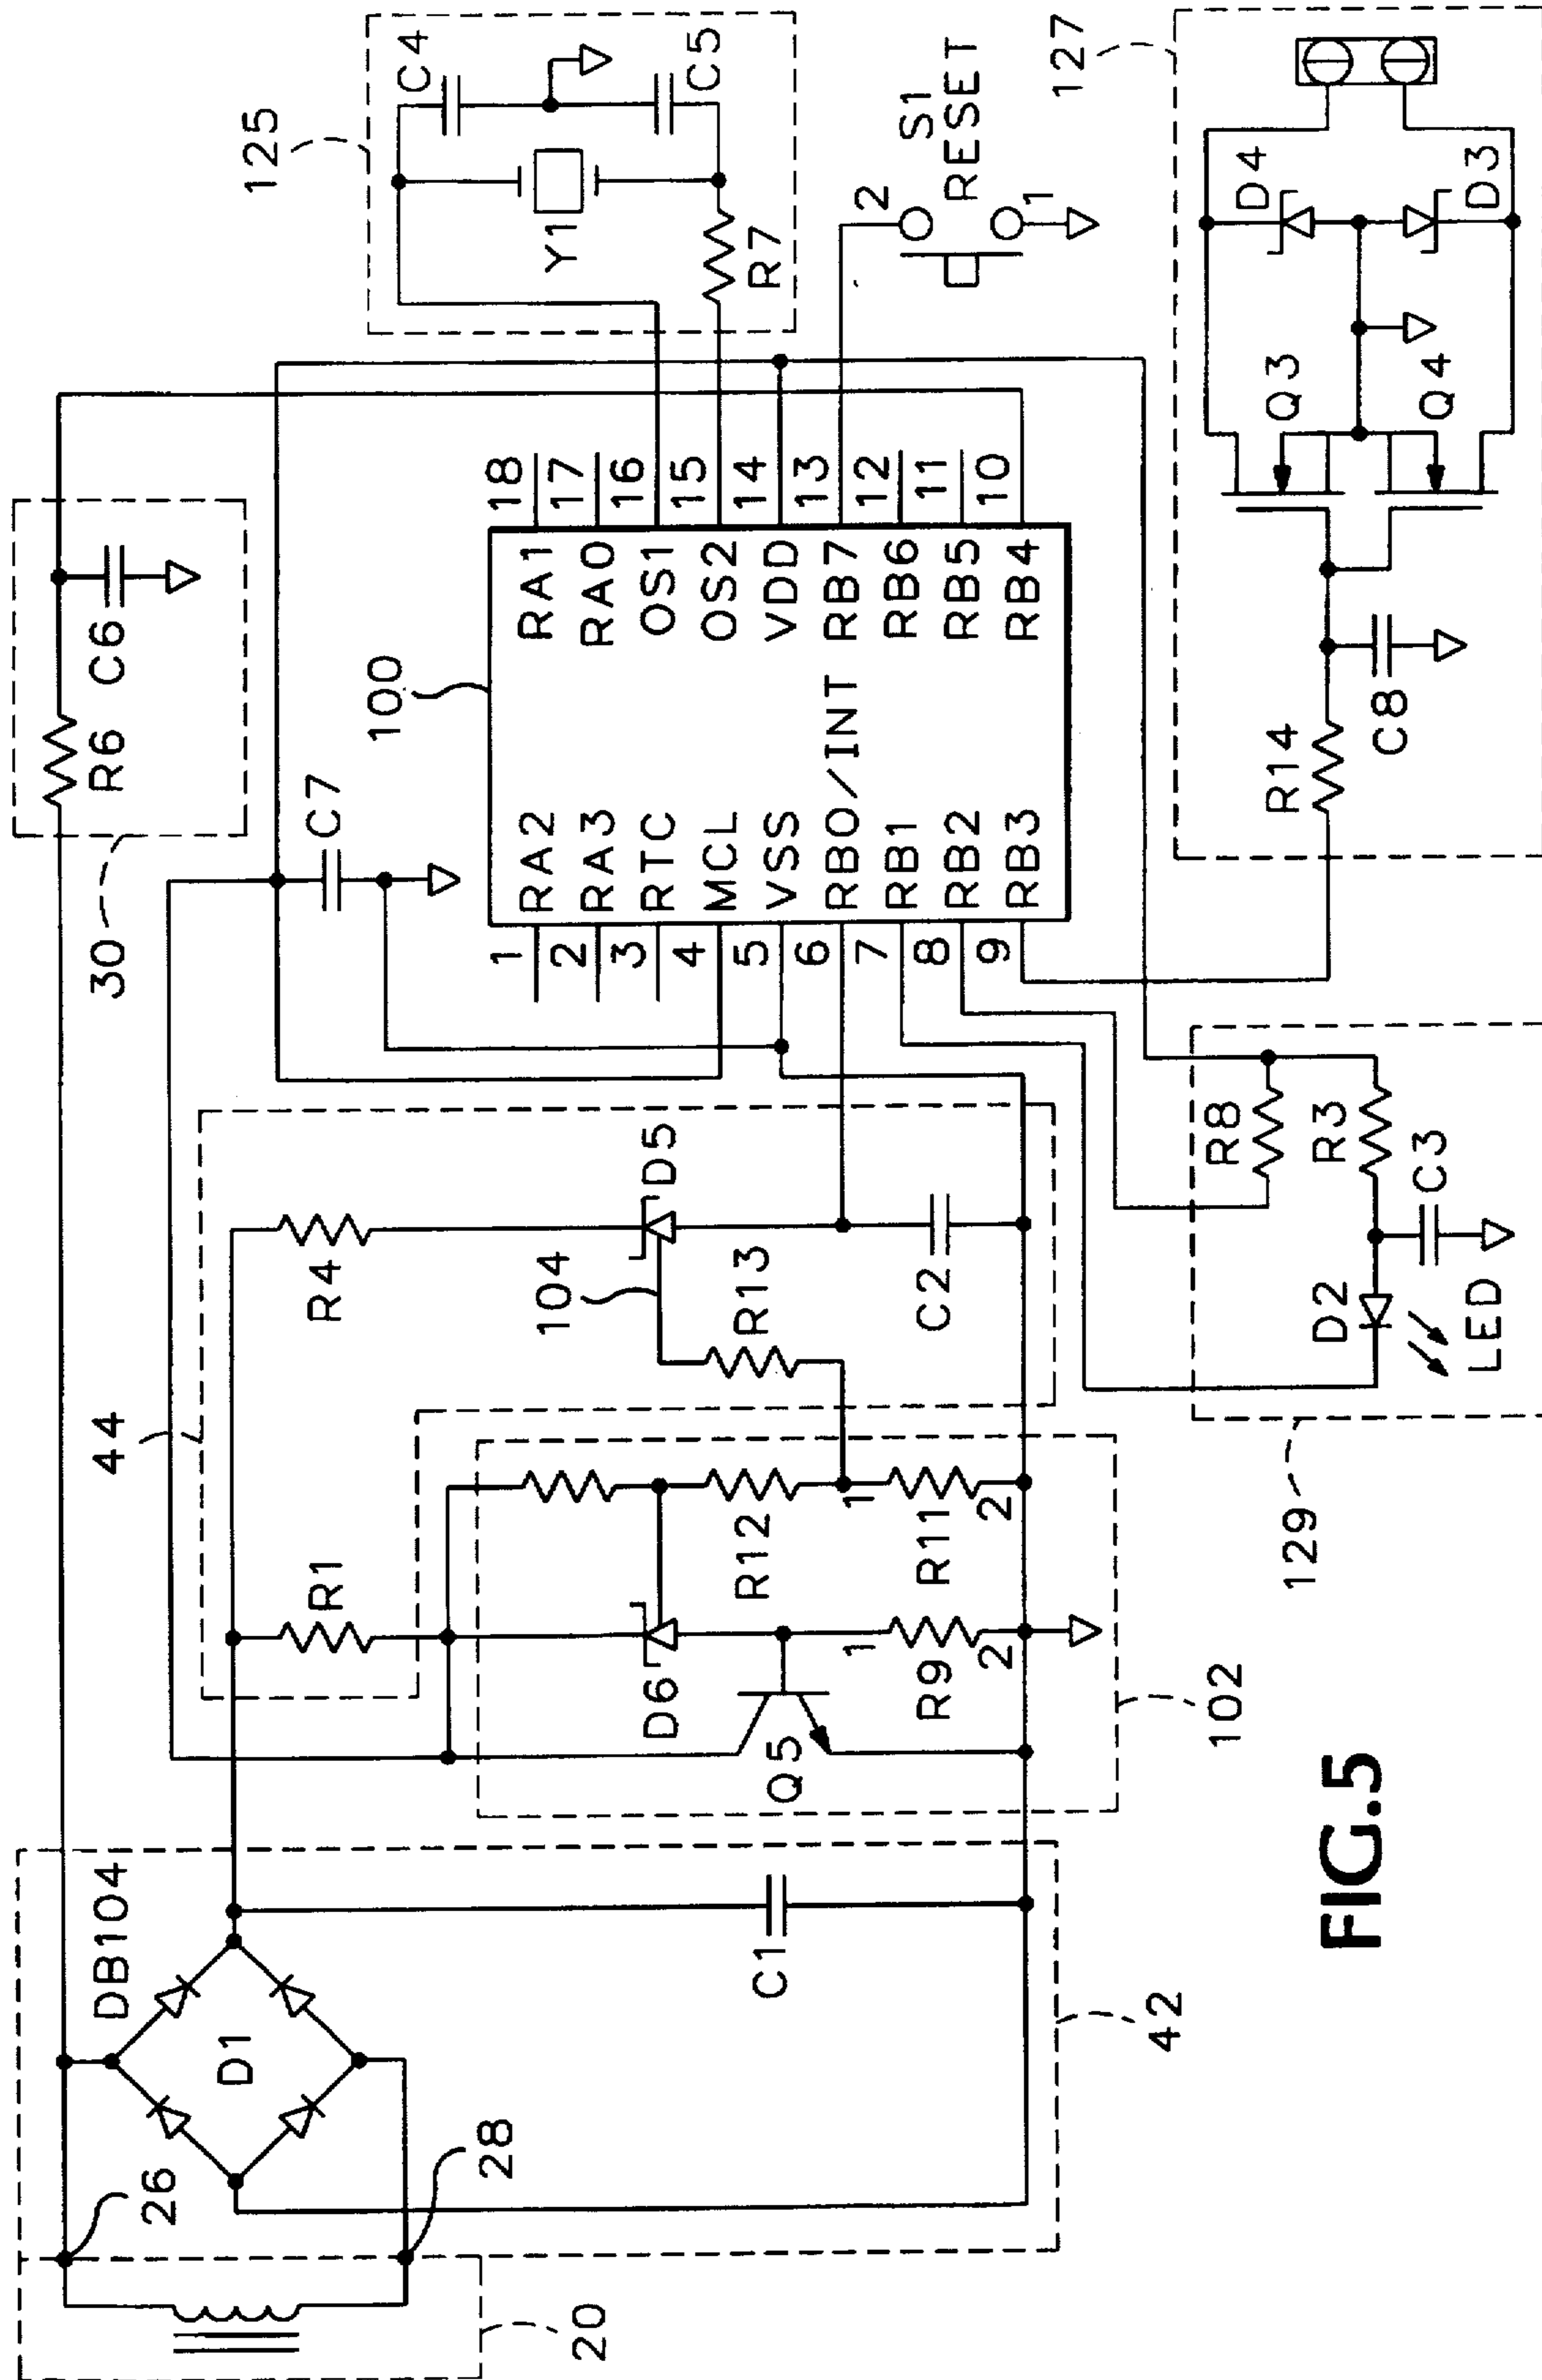 20
26
28
DB104
D1
C1
42
44
R1
R4
D6
Q5
R12
R13
104
D5
1
R9
2
1
R11
2
C2
102
30
R6
C6
C7
100
1 RA2
2 RA3
3 RTC
4 MCL
5 VSS
6 RB0/INT
7 RB1
8 RB2
9 RB3
RA1 18
RA0 17
OS1 16
OS2 15
VDD 14
RB7 13
RB6 12
RB5 11
RB4 10
125
C4
Y1
C5
R7
2
S1
RESET
1
129
R8
R3
D2
C3
LED
127
R14
C8
Q3
Q4
D4
D3
FIG.5